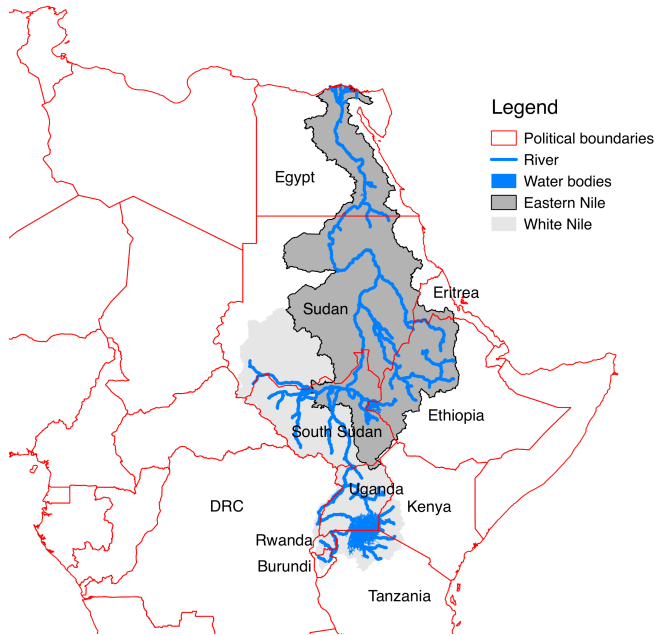 Legend
Political boundaries
River
Water bodies
Eastern Nile
White Nile
Egypt
Eritrea
Sudan
Ethiopia
South Sudan
Uganda
DRC
Kenya
Rwanda
Burundi
Tanzania